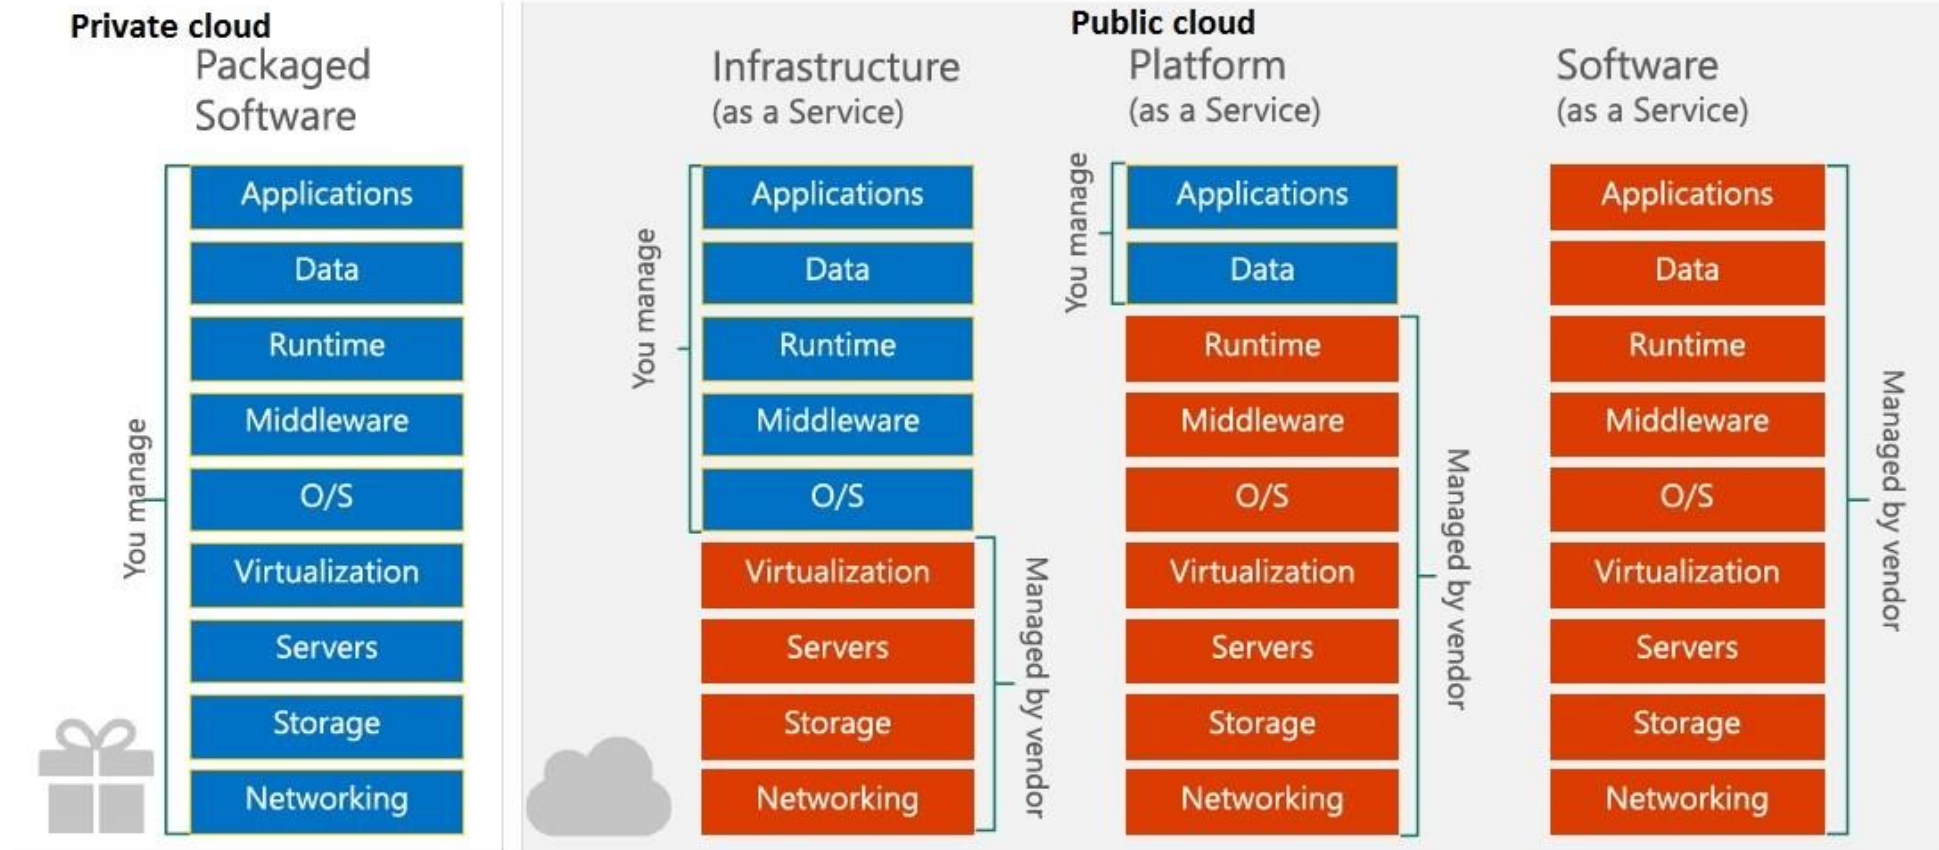 Private cloud
Packaged
Software
You manage
Applications
Data
Runtime
Middleware
O/S
Virtualization
Servers
Storage
Networking
Public cloud
Infrastructure
(as a Service)
You manage
Applications
Data
Runtime
Middleware
O/S
Virtualization
Servers
Storage
Networking
Managed by vendor
Platform
(as a Service)
You manage
Applications
Data
Runtime
Middleware
O/S
Virtualization
Servers
Storage
Networking
Managed by vendor
Software
(as a Service)
Applications
Data
Runtime
Middleware
O/S
Virtualization
Servers
Storage
Networking
Managed by vendor